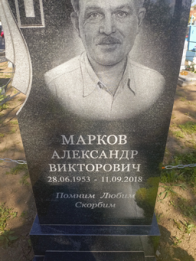 МАРКОВ
АЛЕКСАНДР
ВИКТОРОВИЧ
28.06.1953 - 11.09.2018
Помним Любим
Скорбим